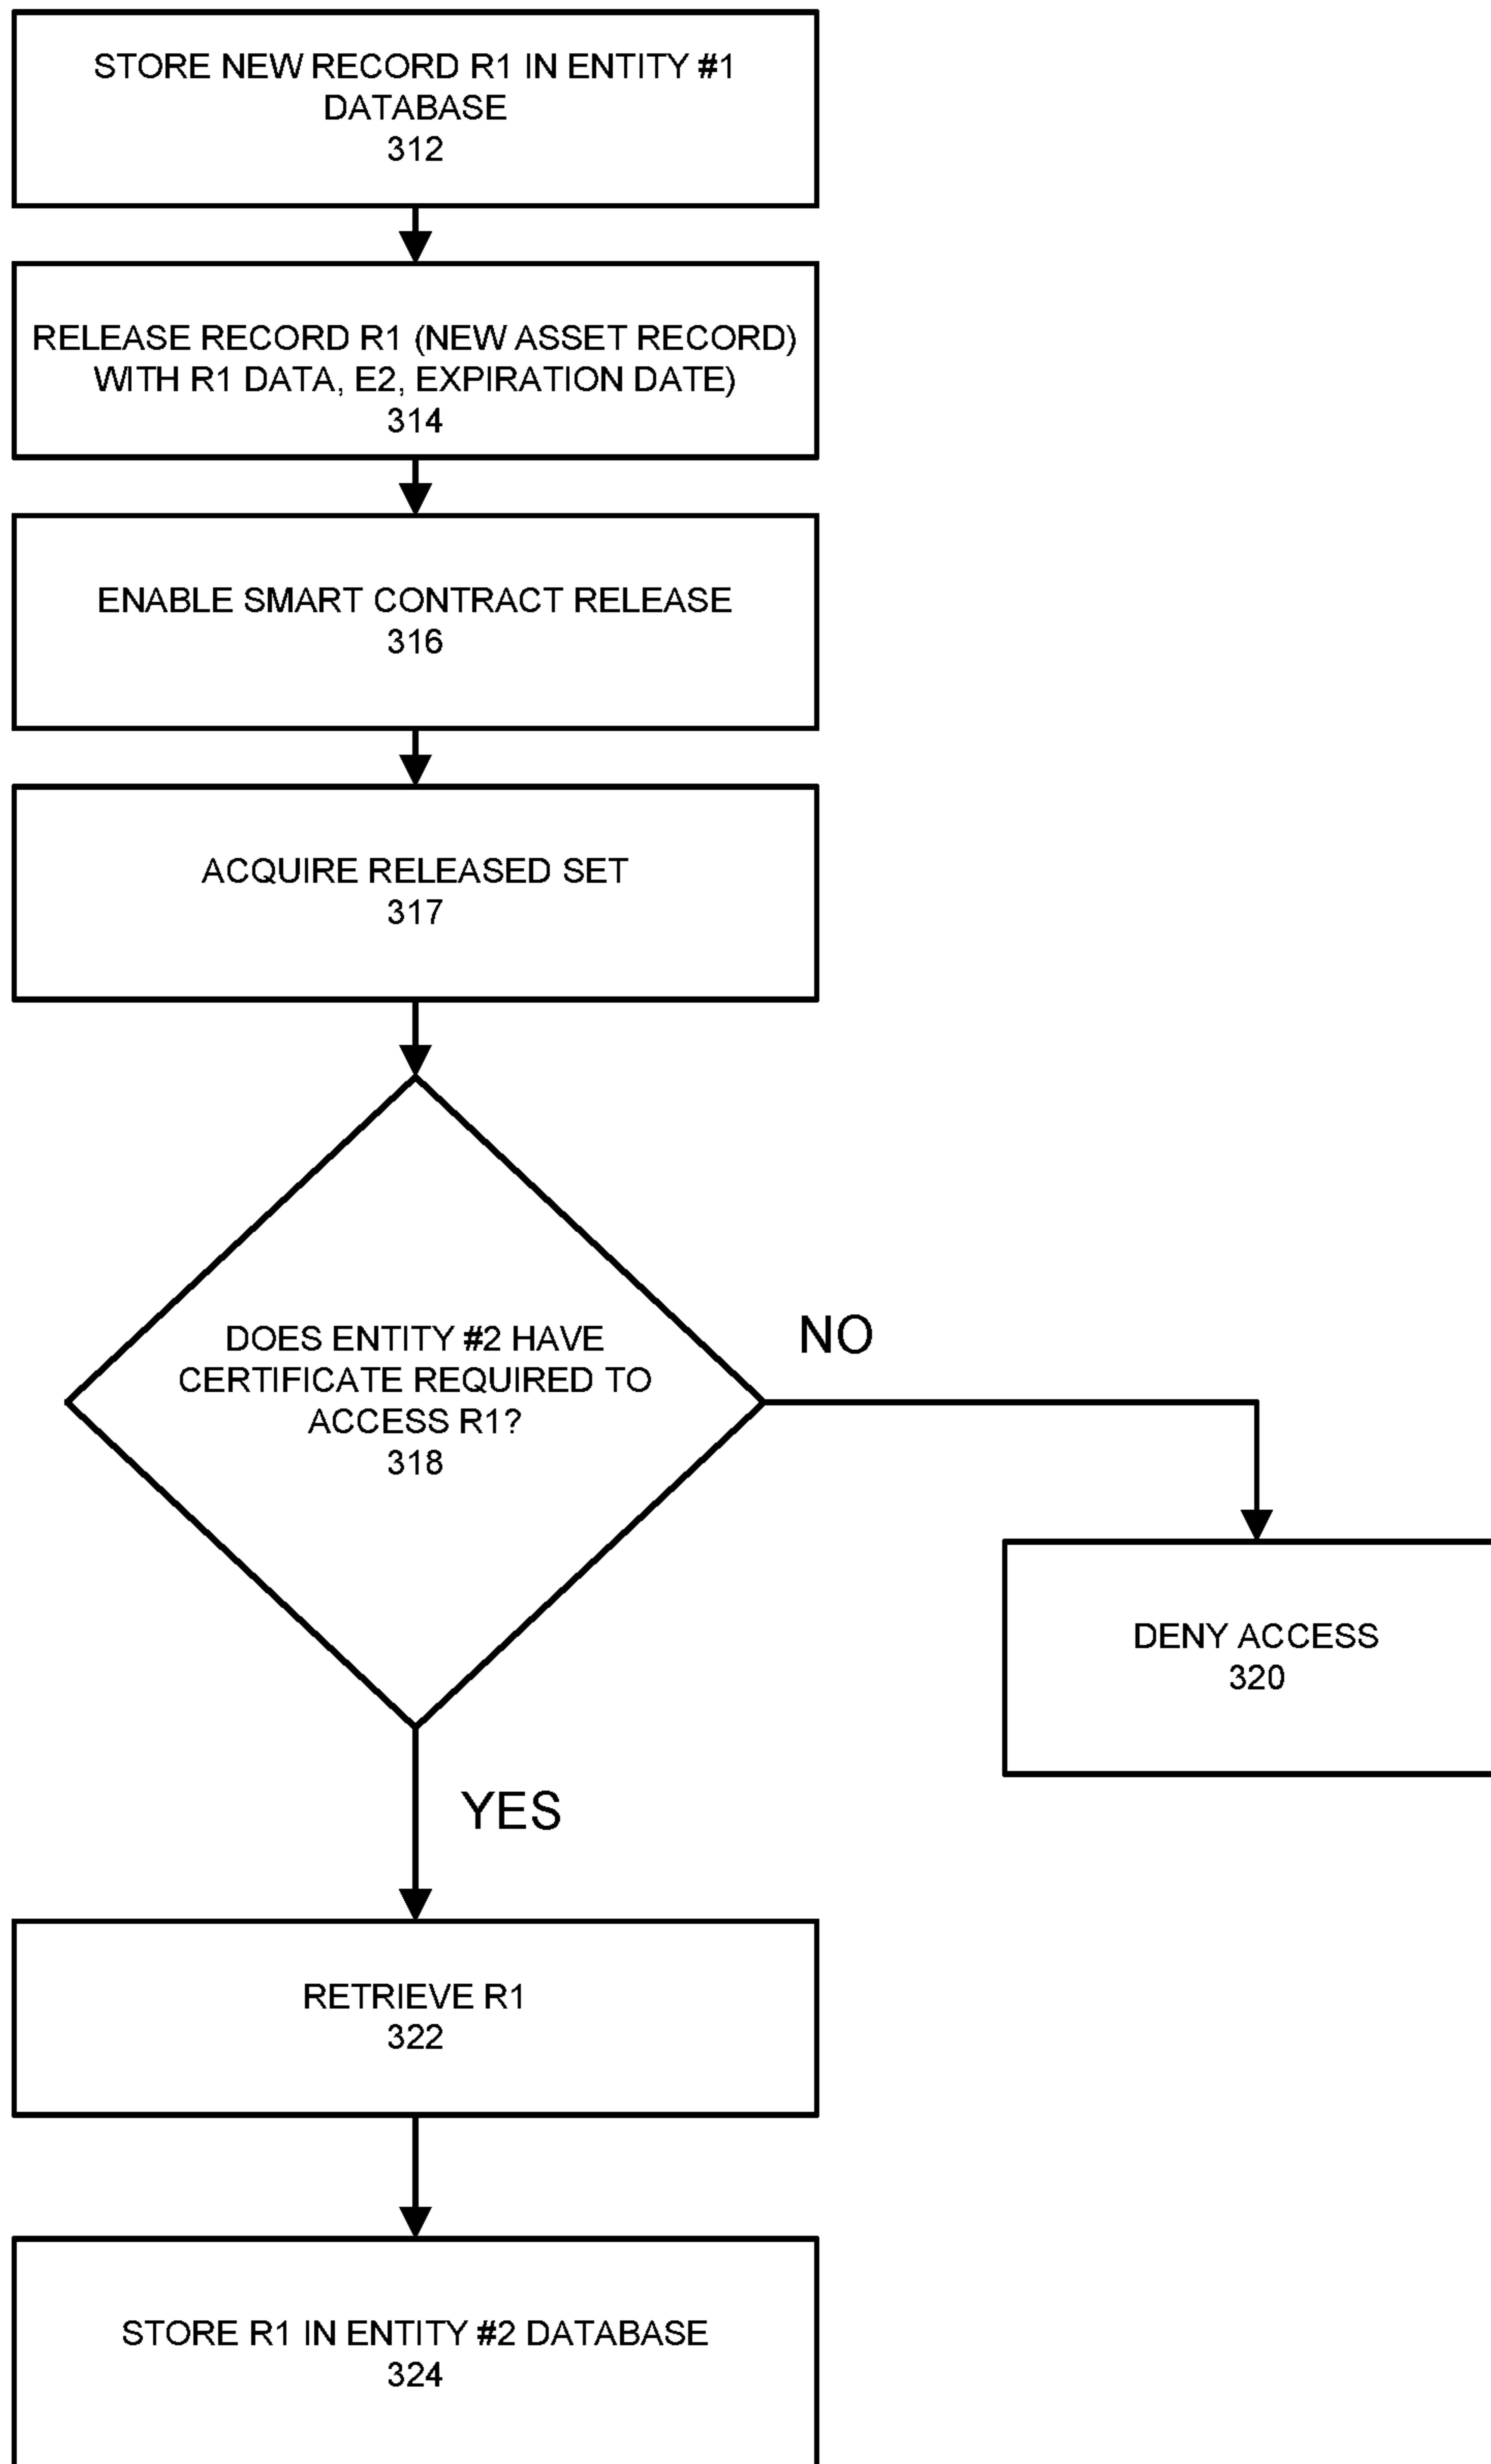 STORE NEW RECORD R1 IN ENTITY #1
DATABASE
312
RELEASE RECORD R1 (NEW ASSET RECORD)
WITH R1 DATA, E2, EXPIRATION DATE)
314
ENABLE SMART CONTRACT RELEASE
316
ACQUIRE RELEASED SET
317
DOES ENTITY #2 HAVE
CERTIFICATE REQUIRED TO
ACCESS R1?
318
NO
DENY ACCESS
320
YES
RETRIEVE R1
322
STORE R1 IN ENTITY #2 DATABASE
324